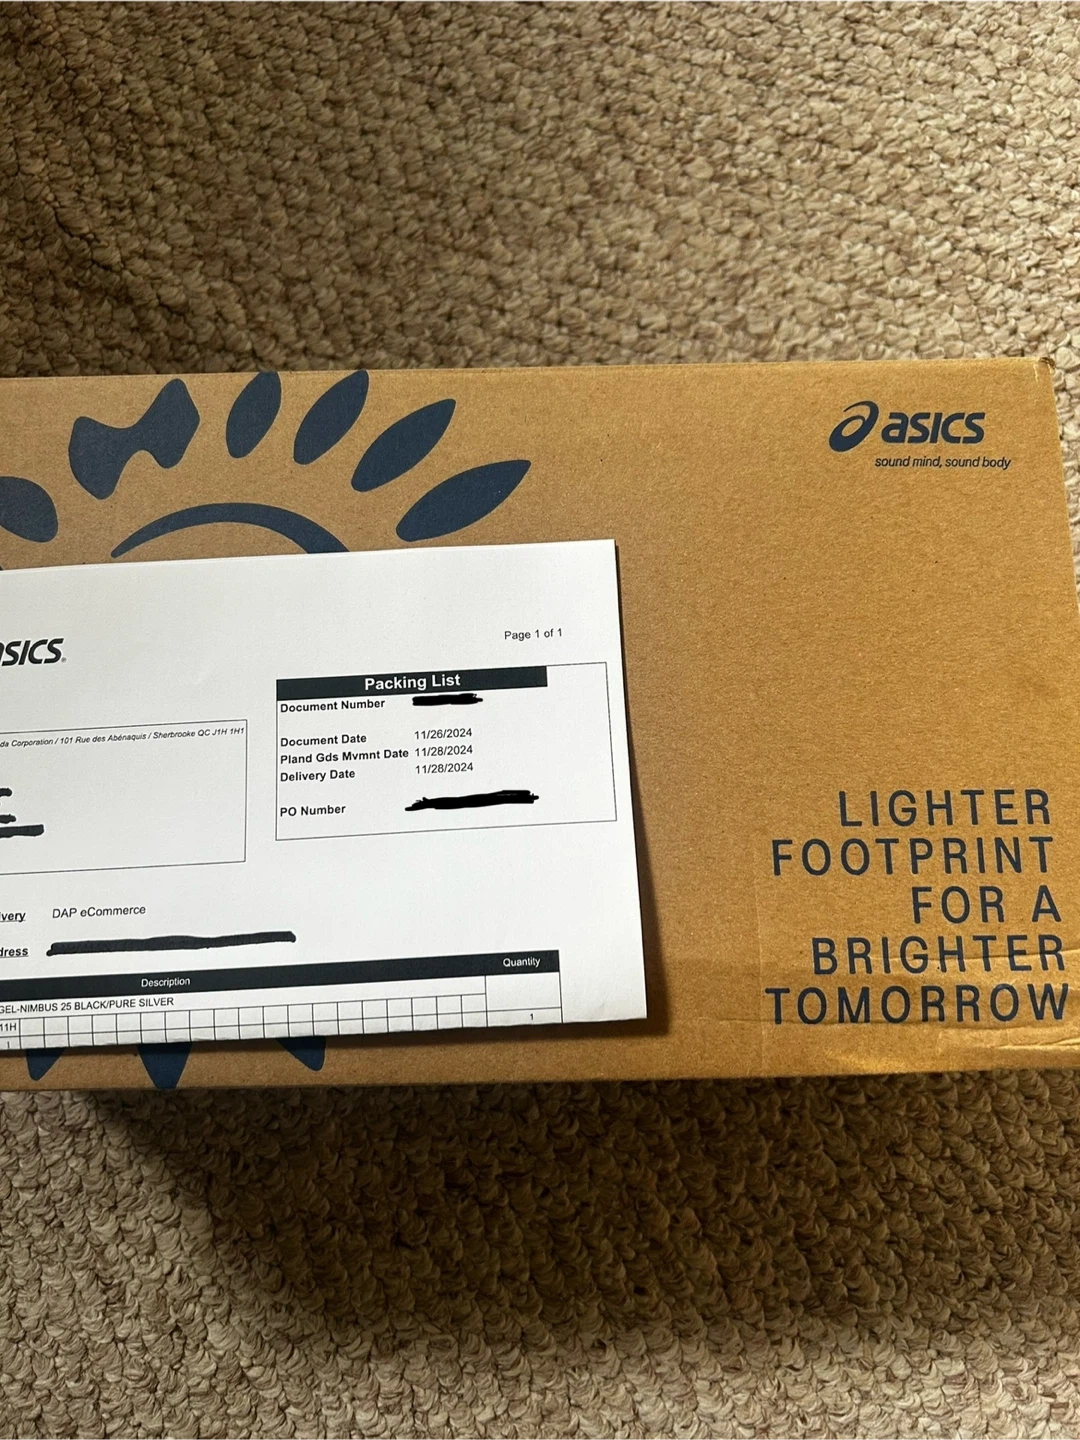 asics
sound mind, sound body
LIGHTER
FOOTPRINT
FOR A
BRIGHTER
TOMORROW
SICS
Page 1 of 1
Packing List
Document Number
Document Date 11/26/2024
Pland Gds Mvmnt Date 11/28/2024
Delivery Date 11/28/2024
PO Number
da Corporation / 101 Rue des Abénaquis / Sherbrooke QC J1H 1H1
very DAP eCommerce
dress
Description Quantity
GEL-NIMBUS 25 BLACK/PURE SILVER
11H
1 1